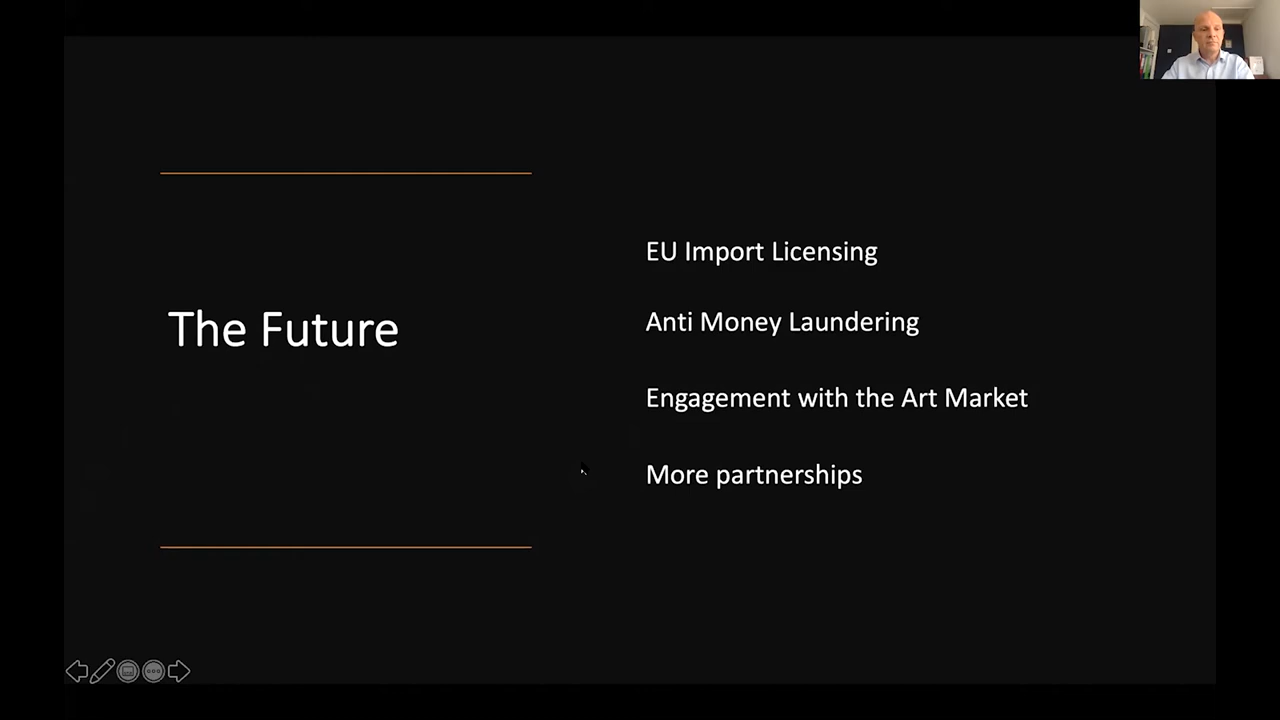 The Future
EU Import Licensing
Anti Money Laundering
Engagement with the Art Market
More partnerships